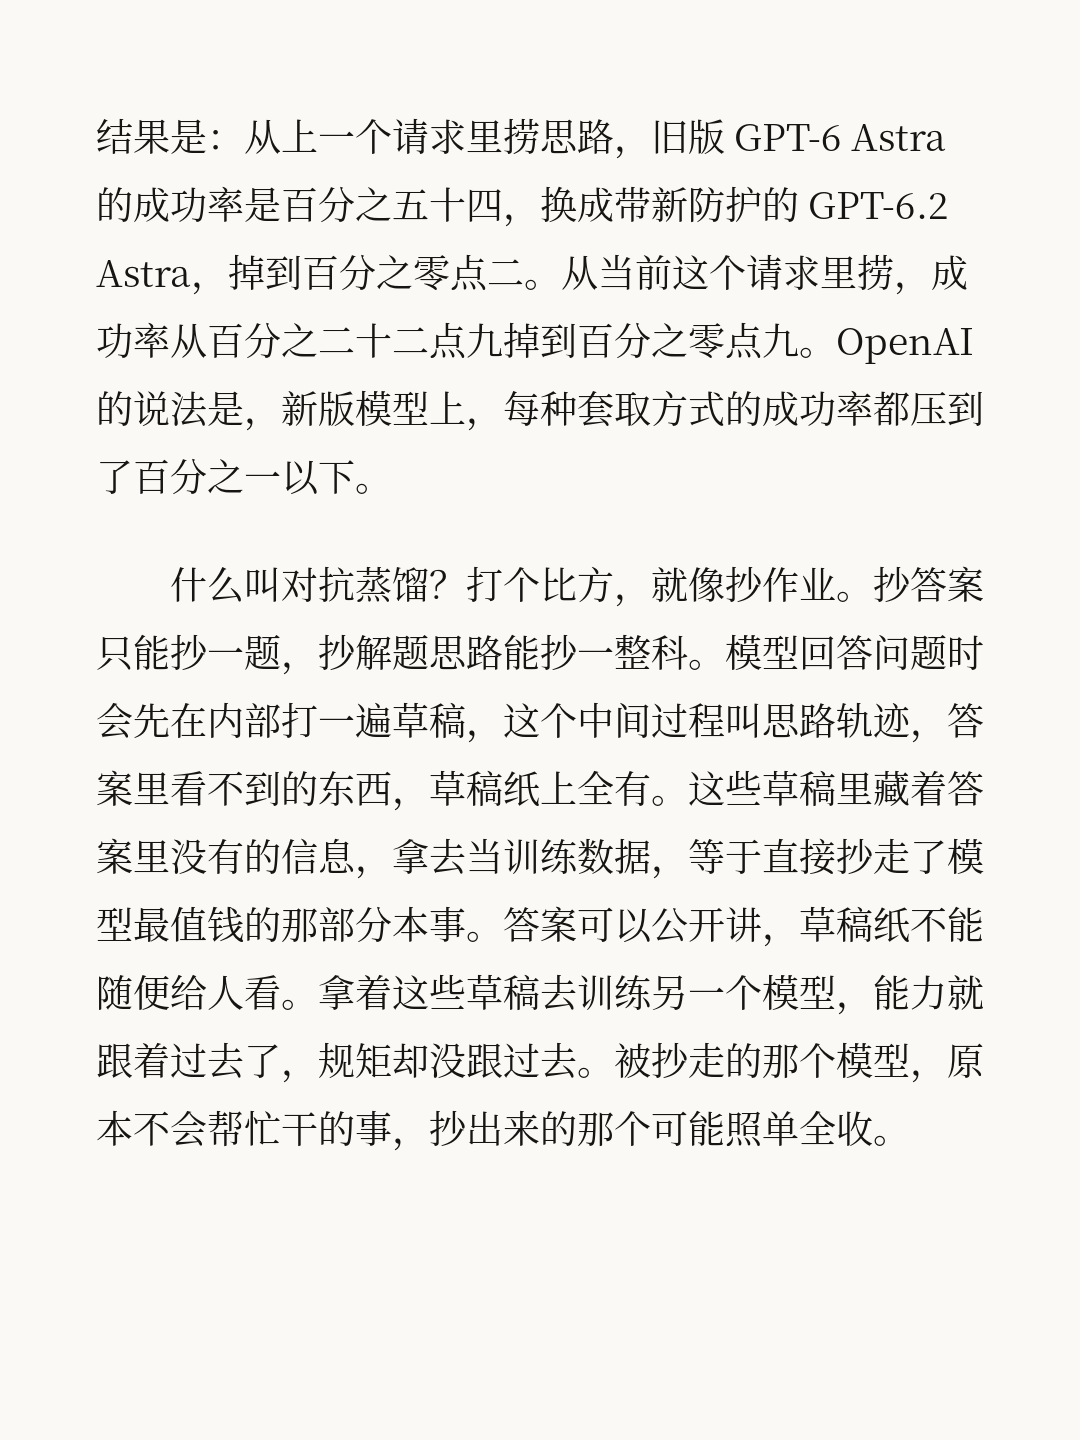 结果是：从上一个请求里捞思路，旧版 GPT-6 Astra
的成功率是百分之五十四，换成带新防护的 GPT-6.2
Astra，掉到百分之零点二。从当前这个请求里捞，成
功率从百分之二十二点九掉到百分之零点九。OpenAI
的说法是，新版模型上，每种套取方式的成功率都压到
了百分之一以下。
什么叫对抗蒸馏？打个比方，就像抄作业。抄答案
只能抄一题，抄解题思路能抄一整科。模型回答问题时
会先在内部打一遍草稿，这个中间过程叫思路轨迹，答
案里看不到的东西，草稿纸上全有。这些草稿里藏着答
案里没有的信息，拿去当训练数据，等于直接抄走了模
型最值钱的那部分本事。答案可以公开讲，草稿纸不能
随便给人看。拿着这些草稿去训练另一个模型，能力就
跟着过去了，规矩却没跟过去。被抄走的那个模型，原
本不会帮忙干的事，抄出来的那个可能照单全收。